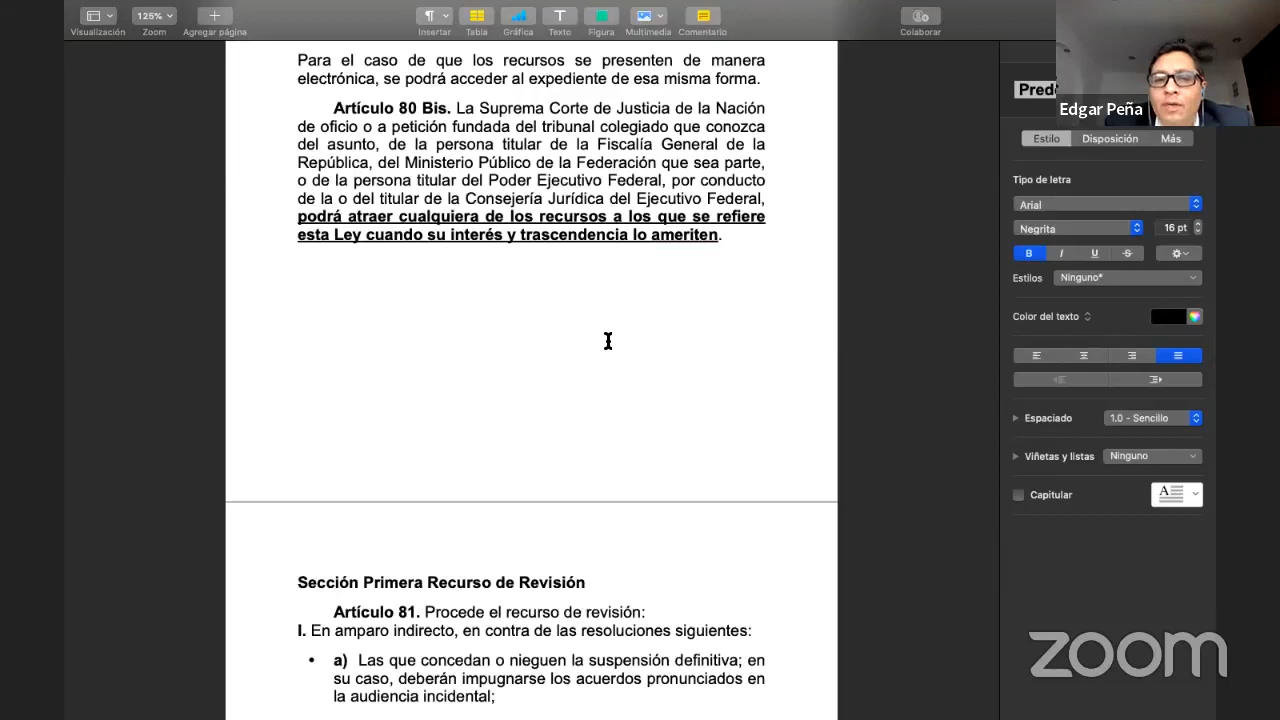 125%
Visualización
Zoom
Agregar página
Insertar
Tabla
Gráfica
Texto
Figura
Multimedia
Comentario
Colaborar
Para el caso de que los recursos se presenten de manera
electrónica, se podrá acceder al expediente de esa misma forma.
Artículo 80 Bis. La Suprema Corte de Justicia de la Nación
de oficio o a petición fundada del tribunal colegiado que conozca
del asunto, de la persona titular de la Fiscalía General de la
República, del Ministerio Público de la Federación que sea parte,
o de la persona titular del Poder Ejecutivo Federal, por conducto
de la o del titular de la Consejería Jurídica del Ejecutivo Federal,
podrá atraer cualquiera de los recursos a los que se refiere
esta Ley cuando su interés y trascendencia lo ameriten.
Sección Primera Recurso de Revisión
Artículo 81. Procede el recurso de revisión:
I. En amparo indirecto, en contra de las resoluciones siguientes:
• a) Las que concedan o nieguen la suspensión definitiva; en
su caso, deberán impugnarse los acuerdos pronunciados en
la audiencia incidental;
Edgar Peña
Estilo Disposición Más
Tipo de letra
Arial
Negrita 16 pt
B I U S
Estilos Ninguno*
Color del texto
Espaciado 1.0 - Sencillo
Viñetas y listas Ninguno
Capitular A
zoom